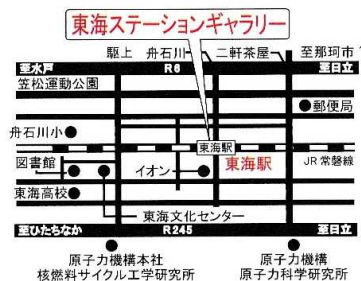 東海ステーションギャラリー
駆上 舟石川 二軒茶屋 至那珂市
至水戸 R6 至日立
笠松運動公園
郵便局
舟石川小
東海駅
図書館 イオン 東海駅 JR常磐線
東海高校
東海文化センター
至ひたちなか R245 至日立
原子力機構本社
核燃料サイクル工学研究所
原子力機構
原子力科学研究所